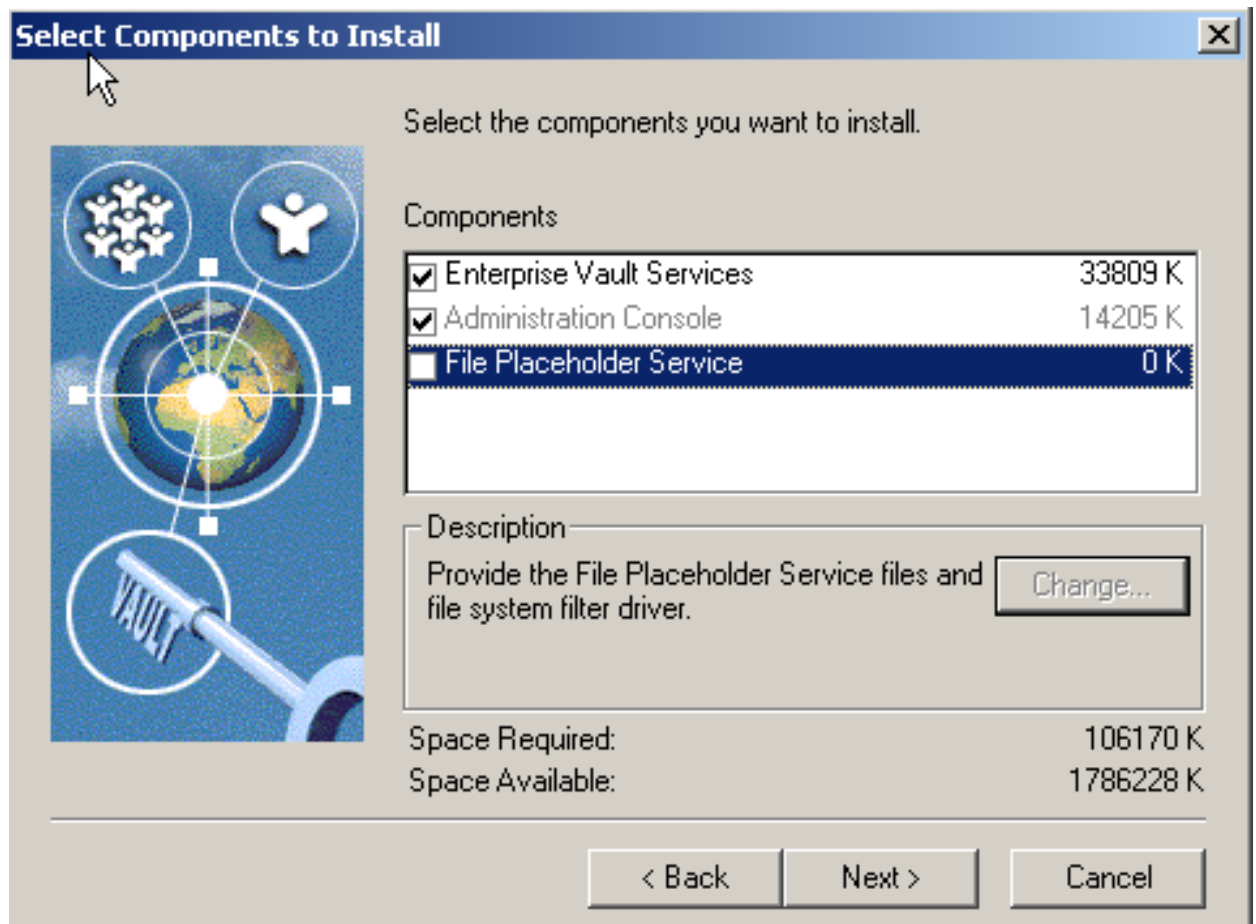 Select Components to Install
Select the components you want to install.
Components
Enterprise Vault Services 33809 K
Administration Console 14205 K
File Placeholder Service 0 K
Description
Provide the File Placeholder Service files and
file system filter driver.
Change...
VAULT
Space Required: 106170 K
Space Available: 1786228 K
< Back Next > Cancel